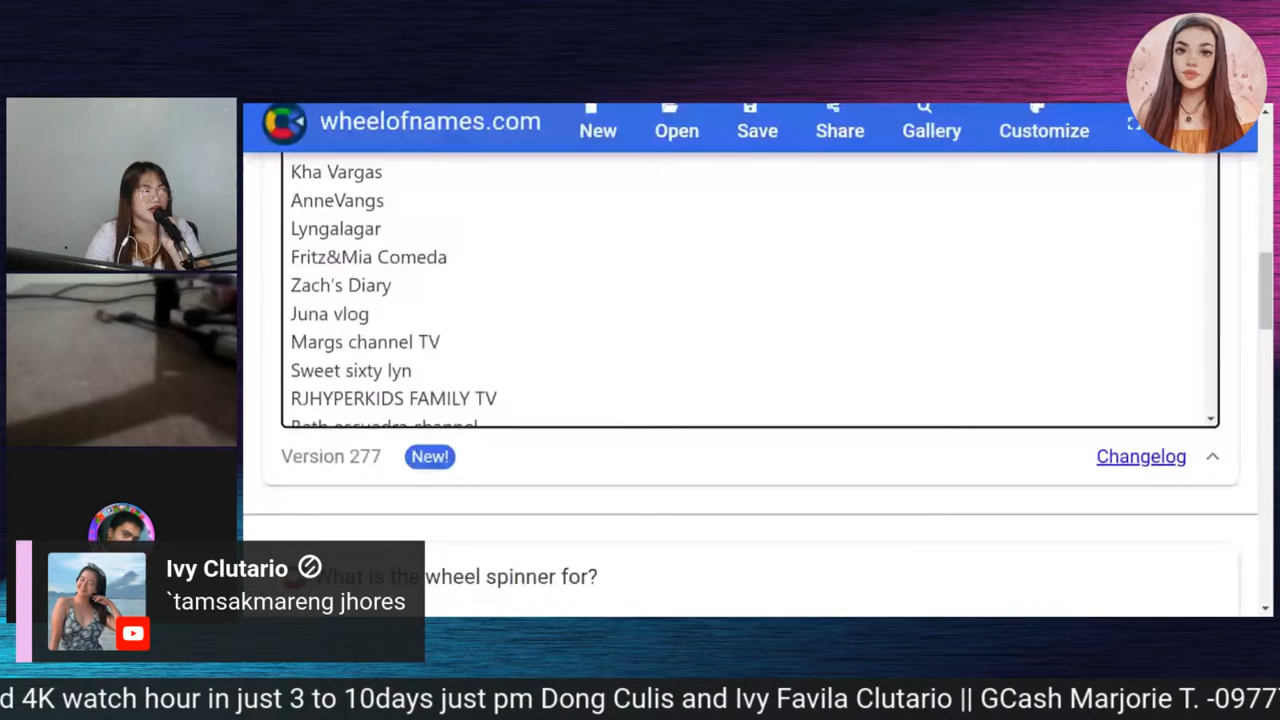 wheelofnames.com
New
Open
Save
Share
Gallery
Customize
Kha Vargas
AnneVangs
Lyngalagar
Fritz&Mia Comeda
Zach's Diary
Juna vlog
Margs channel TV
Sweet sixty lyn
RJHYPERKIDS FAMILY TV
Version 277
New!
Changelog
What is the wheel spinner for?
Ivy Clutario
`tamsakmareng jhores
d 4K watch hour in just 3 to 10days just pm Dong Culis and Ivy Favila Clutario || GCash Marjorie T. -0977